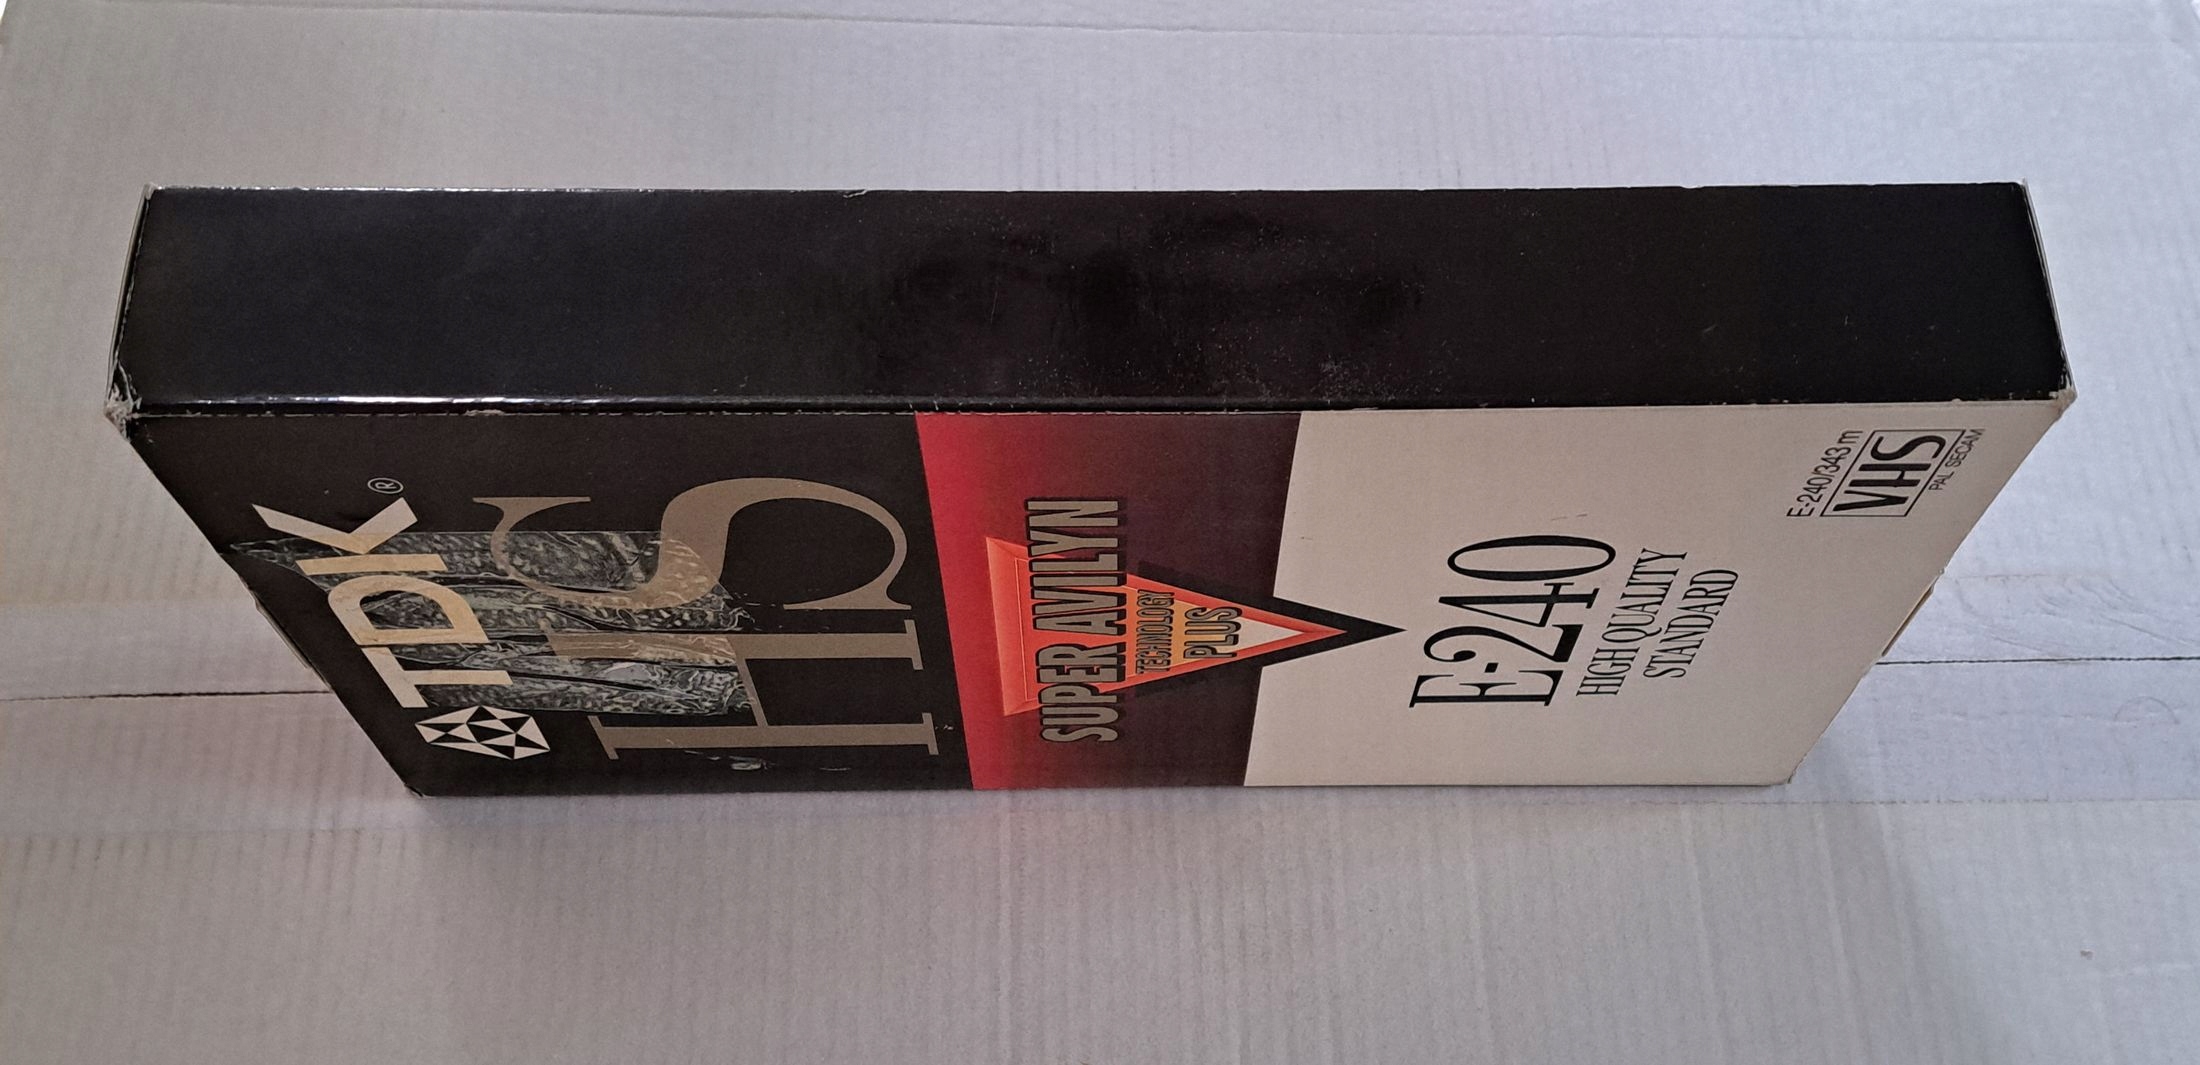 TDK®
HS
SUPER AVILYN
TECHNOLOGY
PLUS
E-240
HIGH QUALITY
STANDARD
E-240/343 m
VHS
PAL SECAM